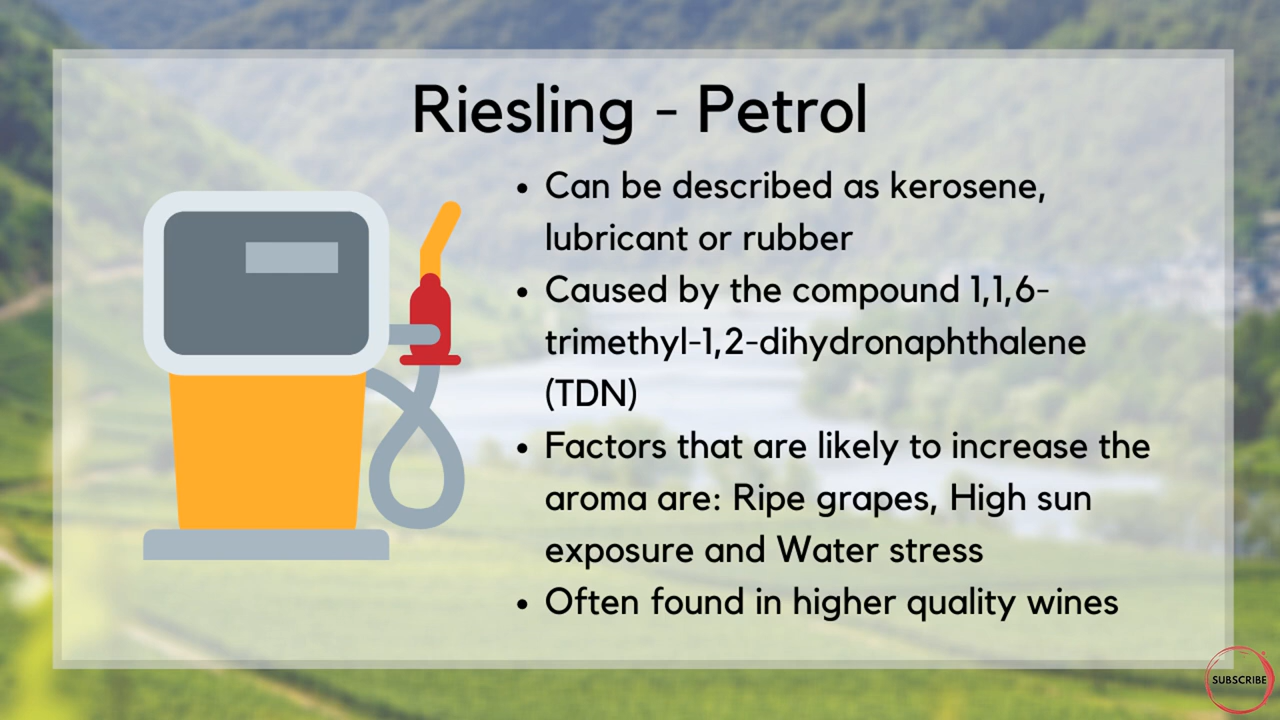 Riesling - Petrol
• Can be described as kerosene,
lubricant or rubber
• Caused by the compound 1,1,6-
trimethyl-1,2-dihydronaphthalene
(TDN)
• Factors that are likely to increase the
aroma are: Ripe grapes, High sun
exposure and Water stress
• Often found in higher quality wines
SUBSCRIBE